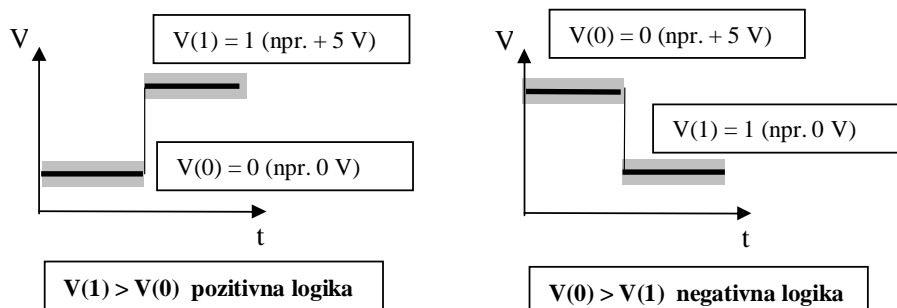 V
V(1) = 1 (npr. + 5 V)
V(0) = 0 (npr. 0 V)
t
V(1) > V(0) pozitivna logika
V
V(0) = 0 (npr. + 5 V)
V(1) = 1 (npr. 0 V)
t
V(0) > V(1) negativna logika